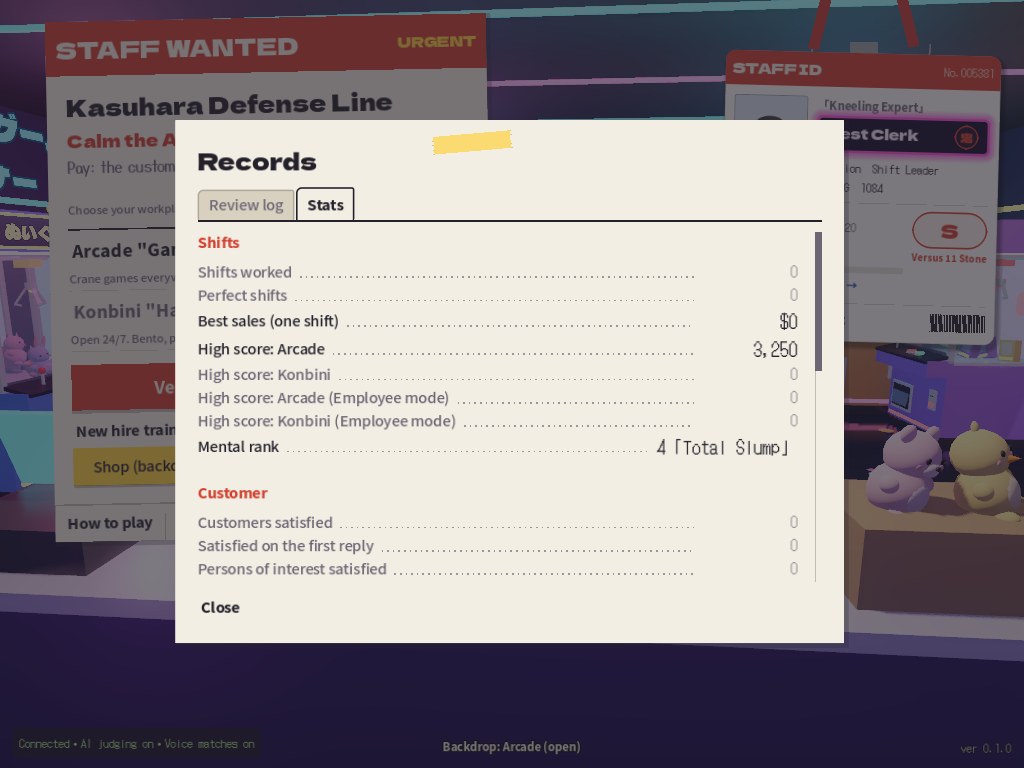 STAFF WANTED
URGENT
Kasuhara Defense Line
Calm the A
Pay: the custom
Choose your workpl
Arcade "Gar
Crane games everyw
Konbini "Ha
Open 24/7. Bento, p
Ve
New hire train
Shop (backd
How to play
STAFF ID
No. 005381
「Kneeling Expert」
est Clerk
ion Shift Leader
1084
20
S
Versus 11 Stone
Records
Review log
Stats
Shifts
Shifts worked 0
Perfect shifts 0
Best sales (one shift) $0
High score: Arcade 3,250
High score: Konbini 0
High score: Arcade (Employee mode) 0
High score: Konbini (Employee mode) 0
Mental rank 4「Total Slump」
Customer
Customers satisfied 0
Satisfied on the first reply 0
Persons of interest satisfied 0
Close
Connected • AI judging on • Voice matches on
Backdrop: Arcade (open)
ver 0.1.0